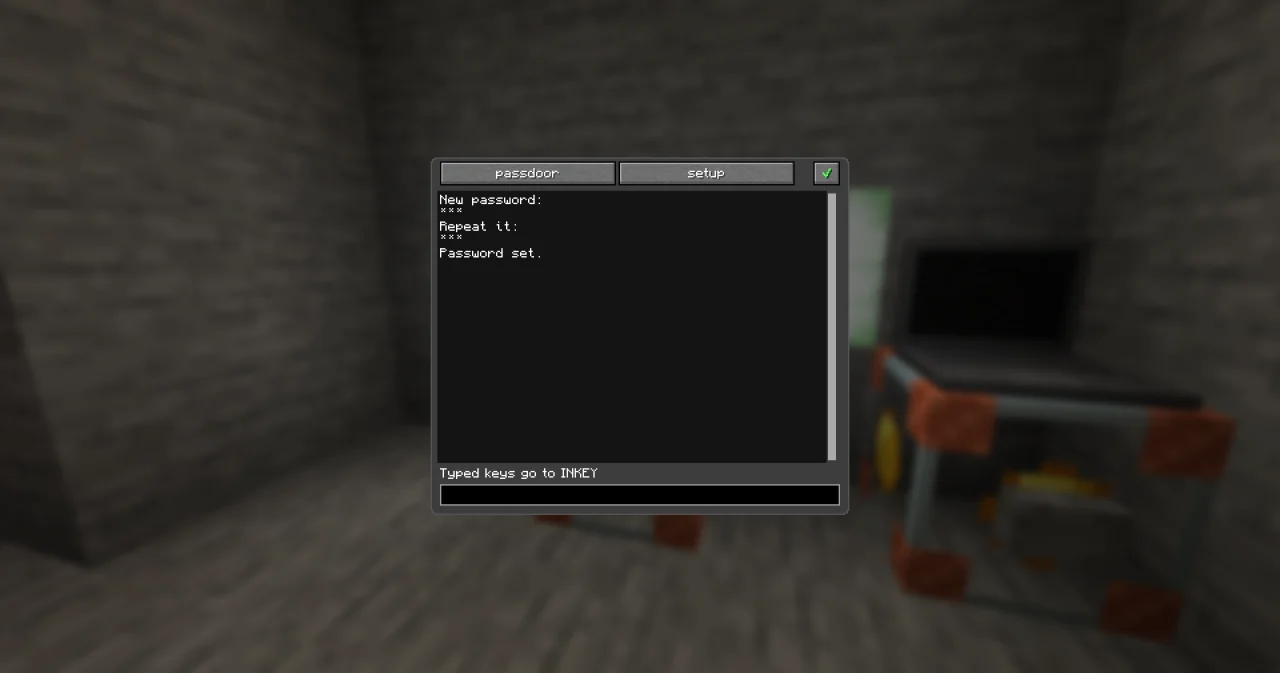 passdoor
setup
New password:
***
Repeat it:
***
Password set.
Typed keys go to INKEY